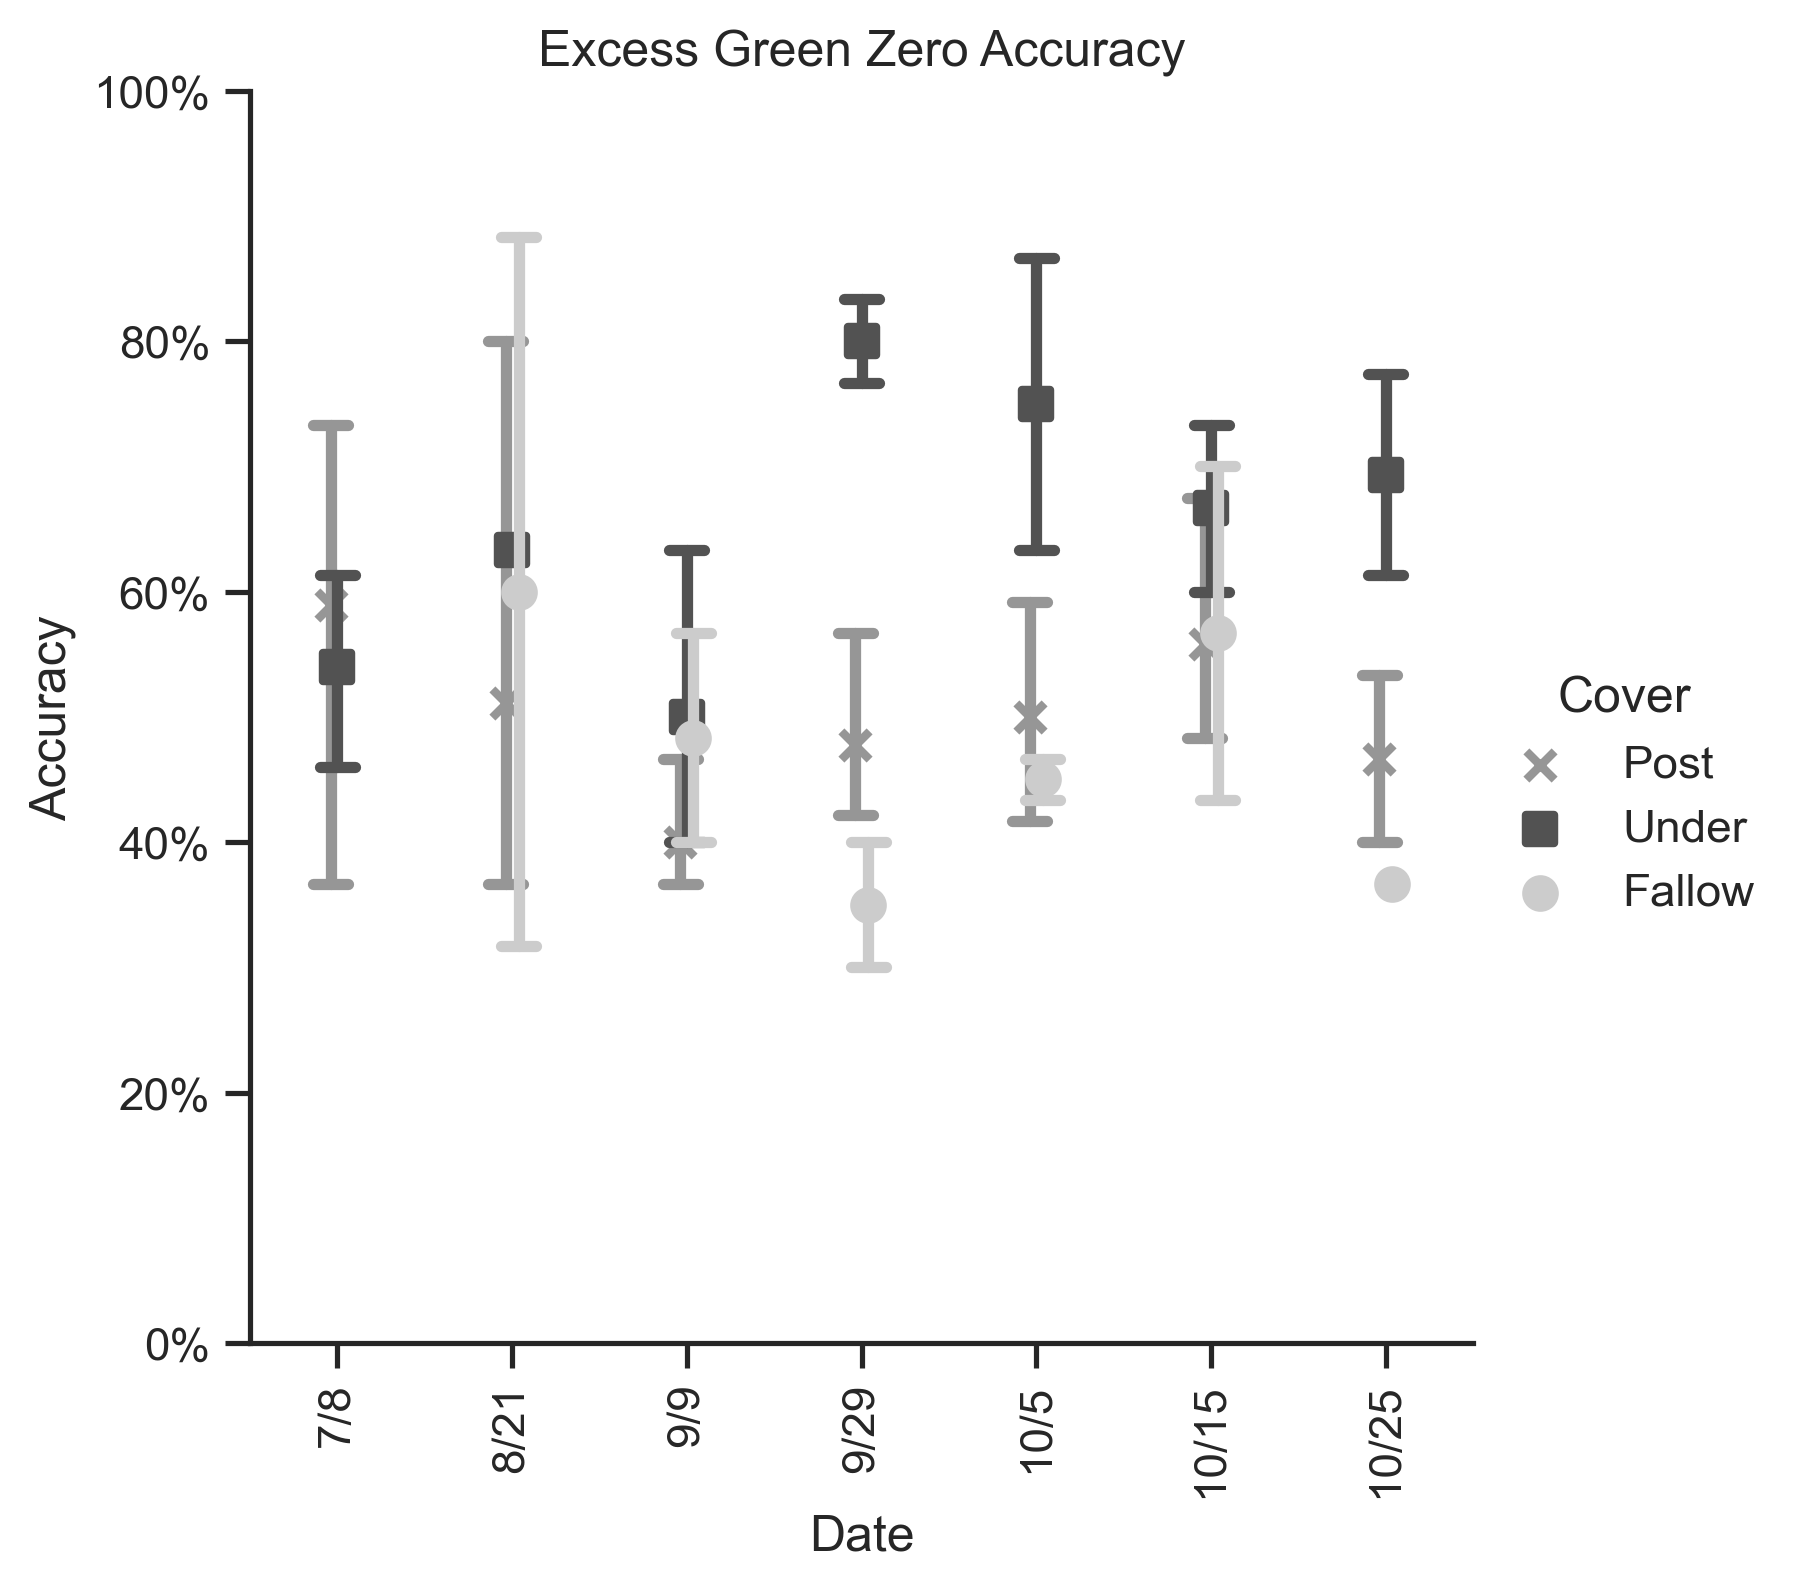 Excess Green Zero Accuracy
100%
80%
60%
40%
20%
0%
Accuracy
7/8
8/21
9/9
9/29
10/5
10/15
10/25
Date
Cover
Post
Under
Fallow